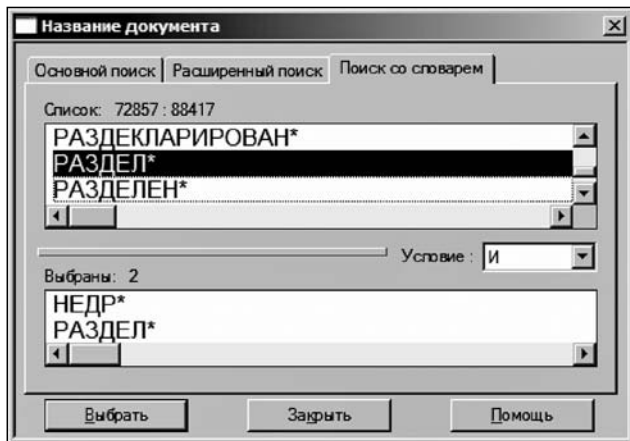 Название документа
Основной поиск Расширенный поиск Поиск со словарем
Список: 72857 : 88417
РАЗДЕКЛАРИРОВАН*
РАЗДЕЛ*
РАЗДЕЛЕН*
Условие : И
Выбраны: 2
НЕДР*
РАЗДЕЛ*
Выбрать Закрыть Помощь